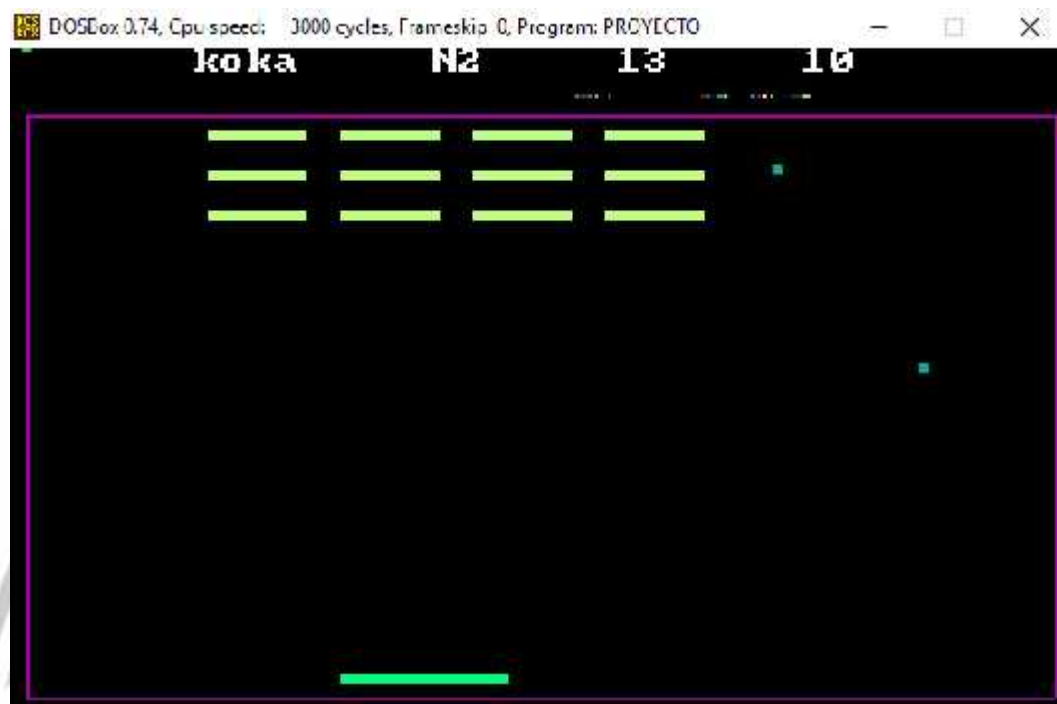 DOSBox 0.74, Cpu speed: 3000 cycles, Frameskip 0, Program: PROYECTO
koka N2 13 10